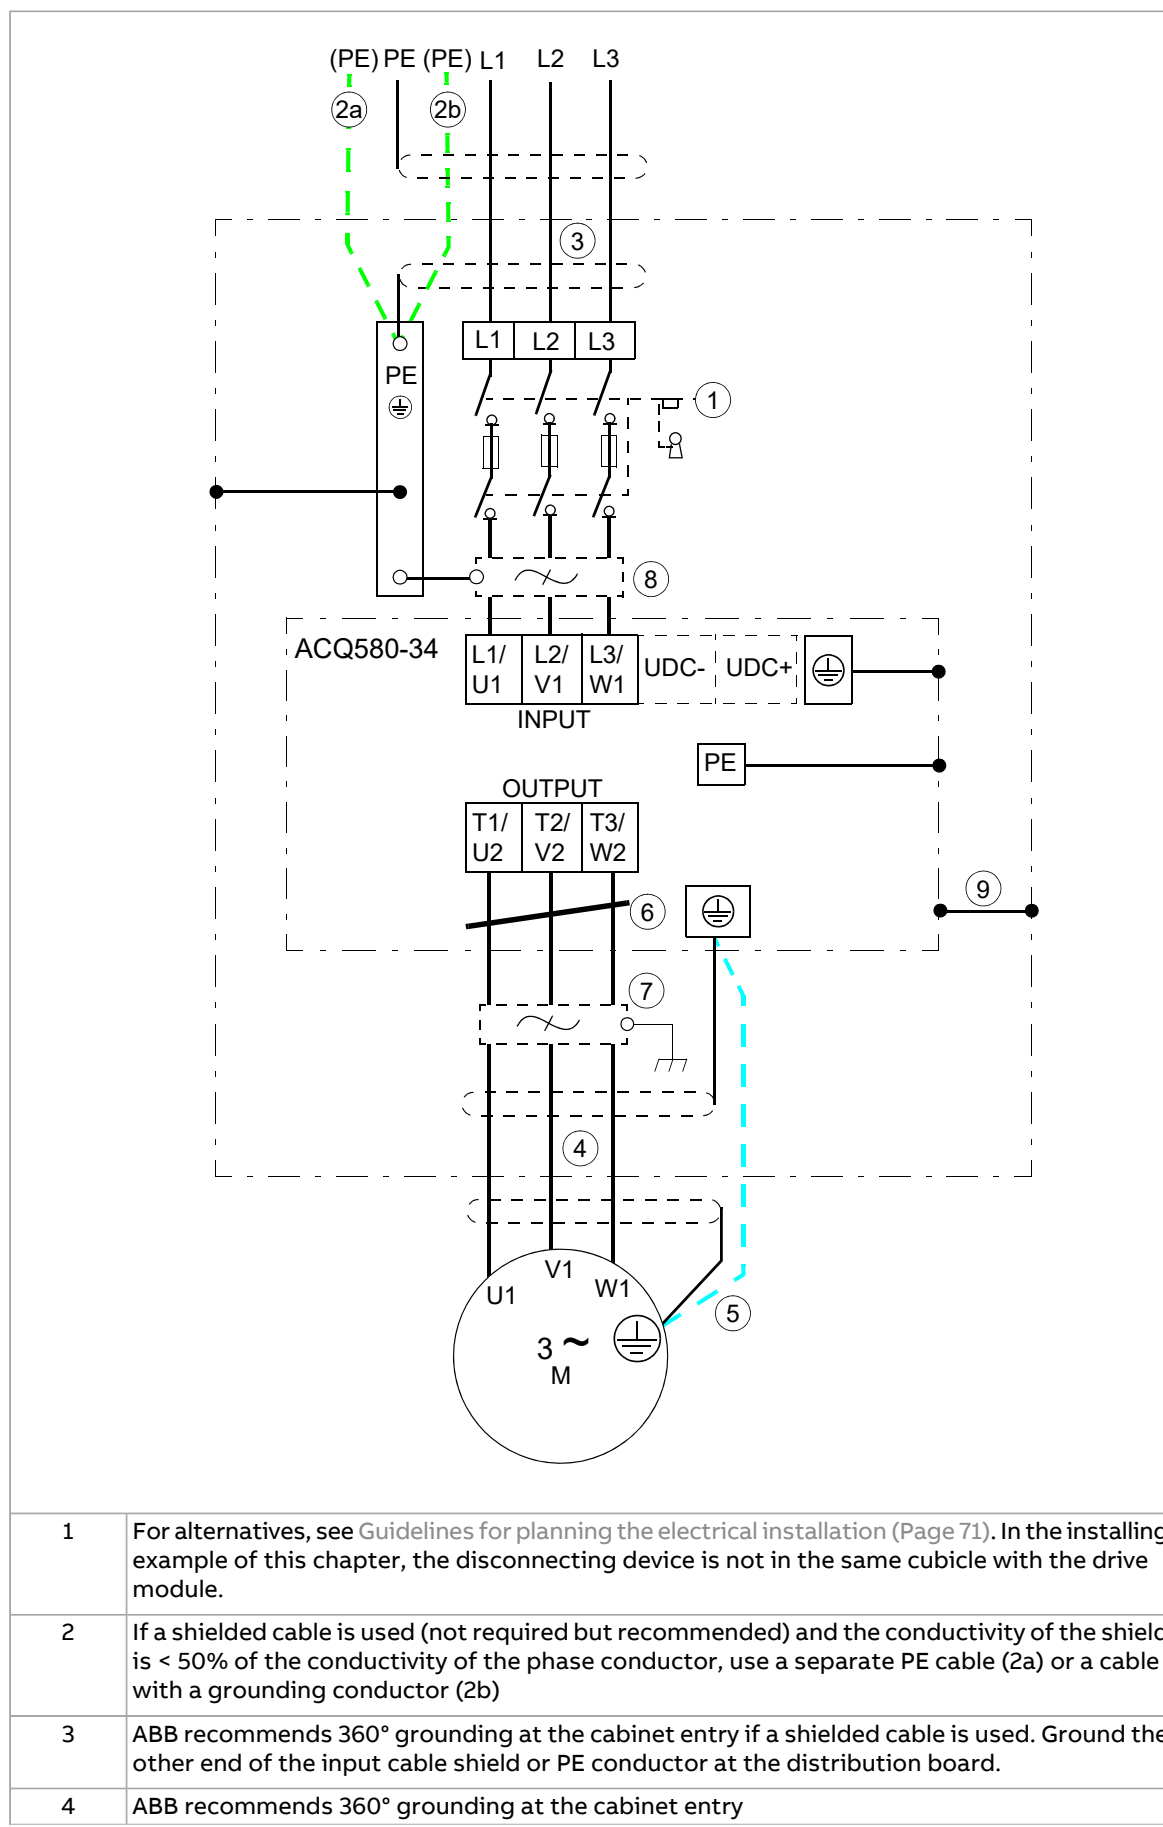 (PE) PE (PE) L1 L2 L3
2a 2b
3
L1 L2 L3
PE
1
8
ACQ580-34
L1/ L2/ L3/
U1 V1 W1
UDC- UDC+
INPUT
PE
OUTPUT
T1/ T2/ T3/
U2 V2 W2
9
6
7
4
V1
U1 W1
5
3 ~
M
1 For alternatives, see Guidelines for planning the electrical installation (Page 71). In the installing
example of this chapter, the disconnecting device is not in the same cubicle with the drive
module.
2 If a shielded cable is used (not required but recommended) and the conductivity of the shield
is < 50% of the conductivity of the phase conductor, use a separate PE cable (2a) or a cable
with a grounding conductor (2b)
3 ABB recommends 360° grounding at the cabinet entry if a shielded cable is used. Ground the
other end of the input cable shield or PE conductor at the distribution board.
4 ABB recommends 360° grounding at the cabinet entry